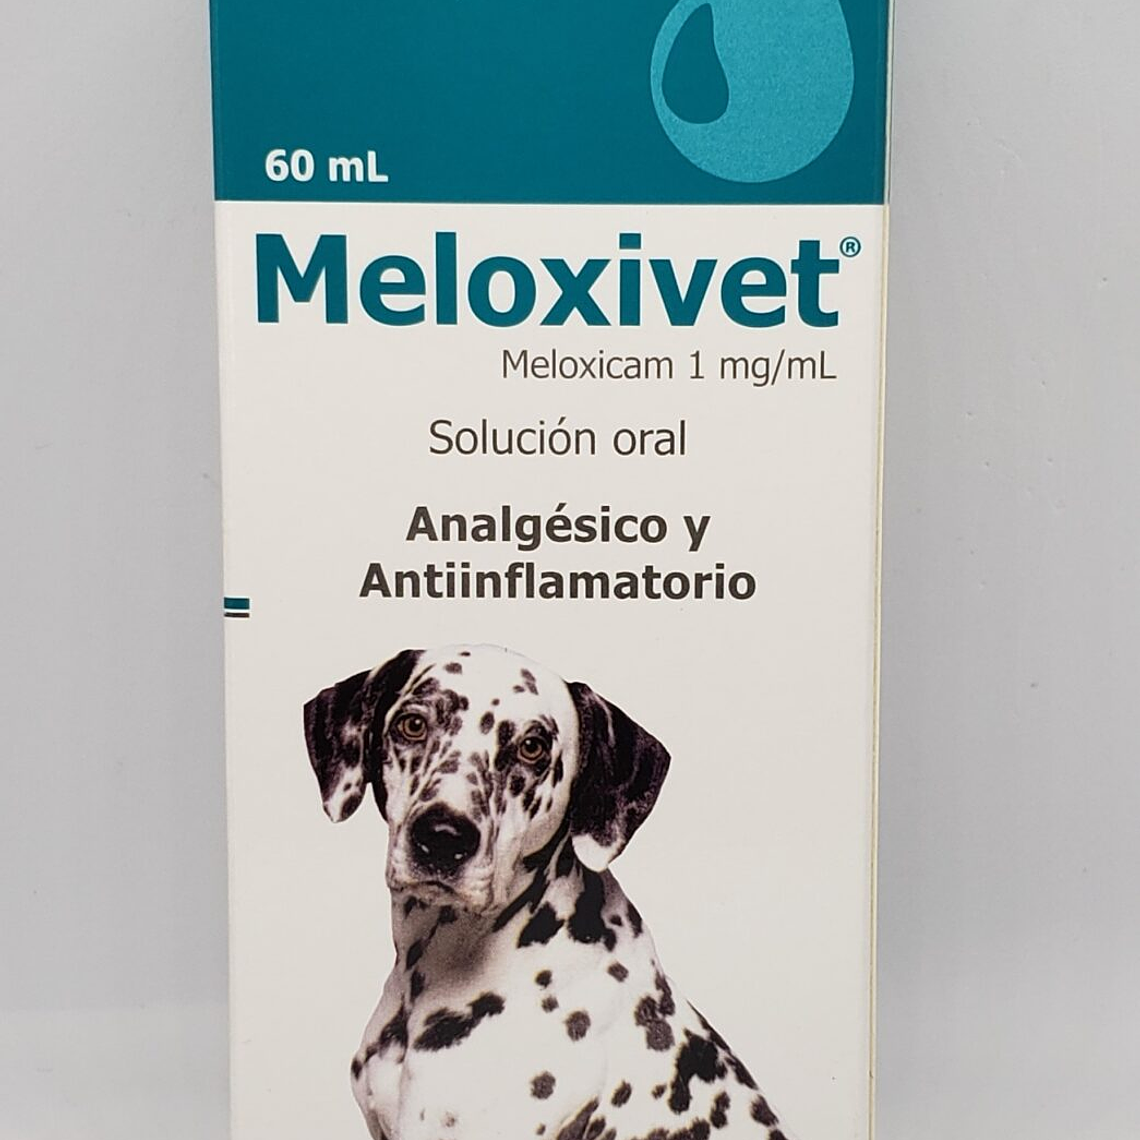 60 mL
Meloxivet®
Meloxicam 1 mg/mL
Solución oral
Analgésico y
Antiinflamatorio